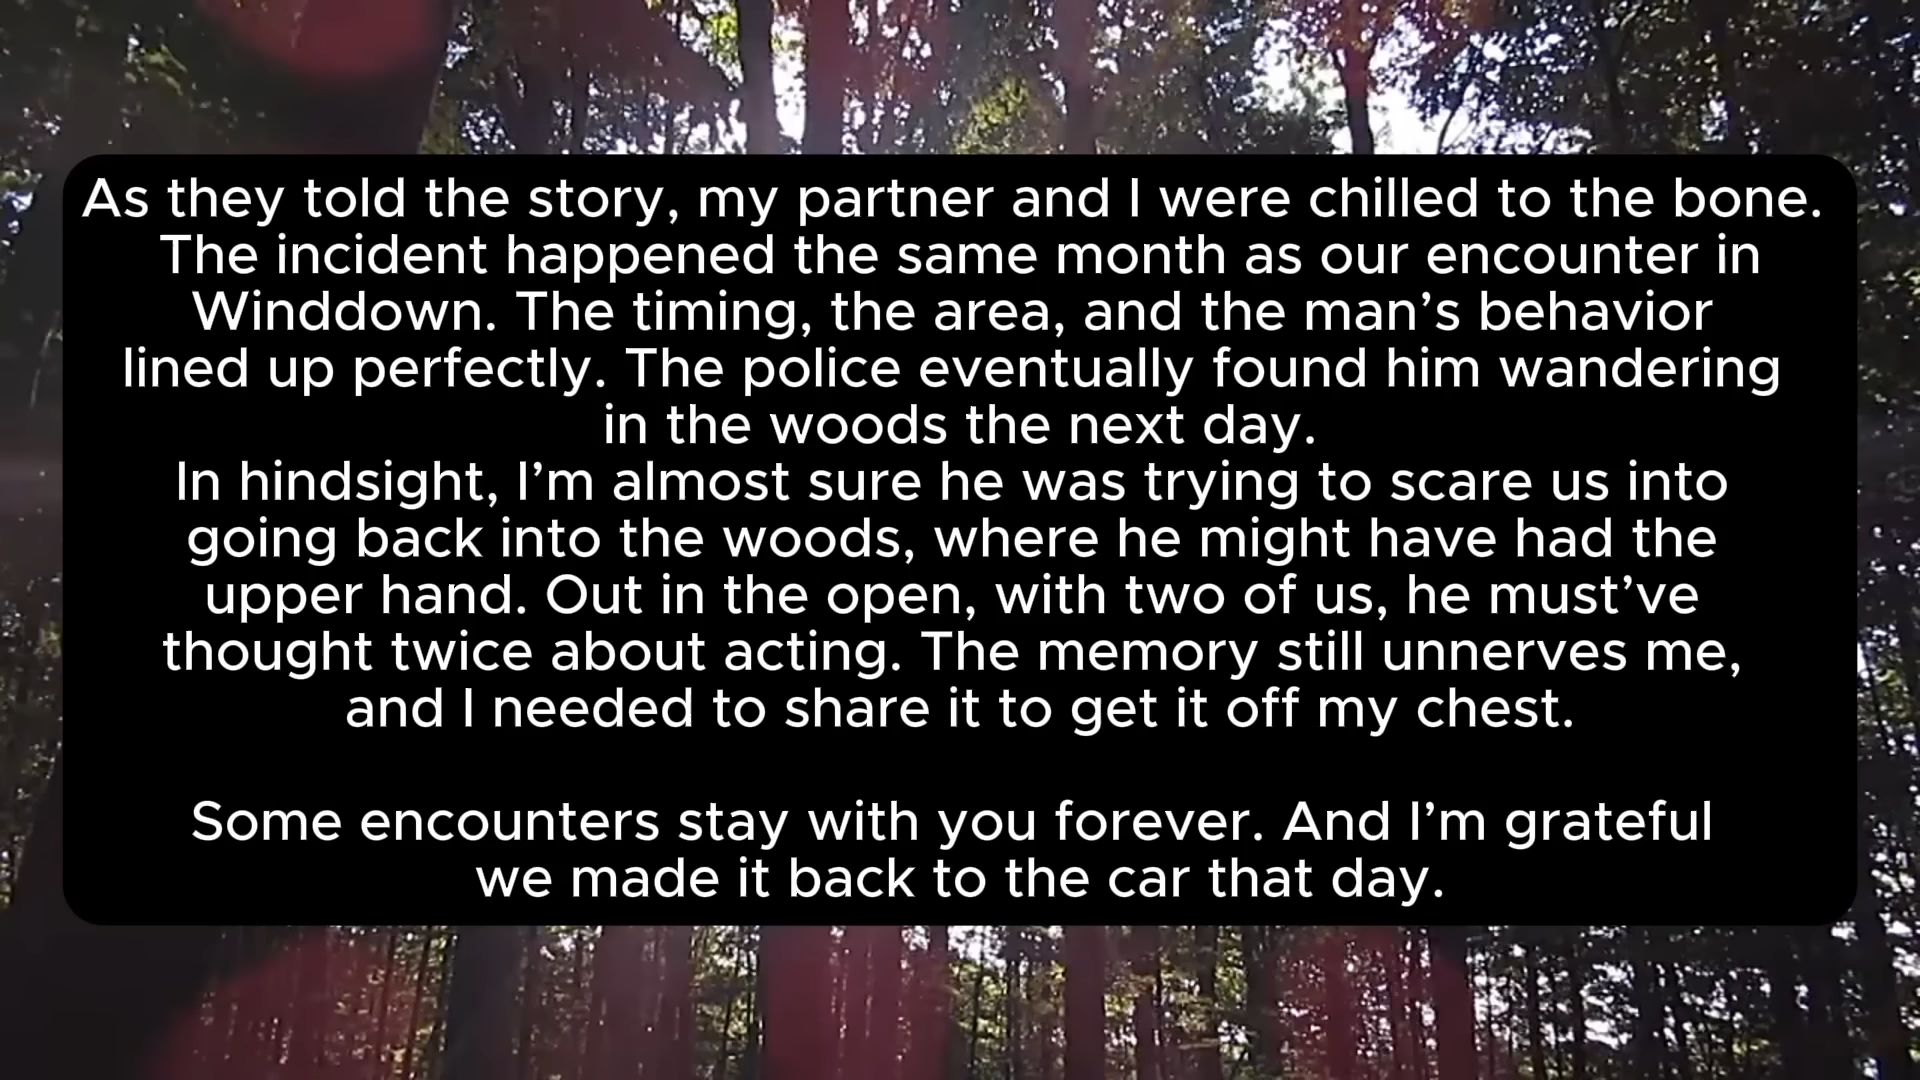 As they told the story, my partner and I were chilled to the bone.
The incident happened the same month as our encounter in
Winddown. The timing, the area, and the man’s behavior
lined up perfectly. The police eventually found him wandering
in the woods the next day.
In hindsight, I’m almost sure he was trying to scare us into
going back into the woods, where he might have had the
upper hand. Out in the open, with two of us, he must’ve
thought twice about acting. The memory still unnerves me,
and I needed to share it to get it off my chest.
Some encounters stay with you forever. And I’m grateful
we made it back to the car that day.